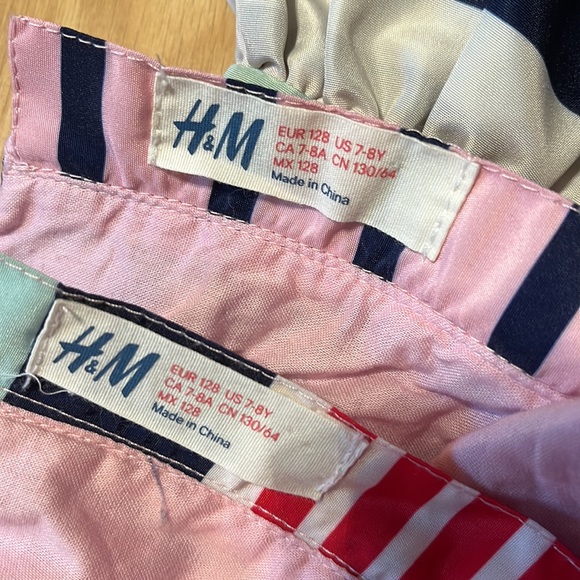 H&M
EUR 128 US 7-8Y
CA 7-8A CN 130/64
MX 128
Made in China
H&M
EUR 128 US 7-8Y
CA 7-8A CN 130/64
MX 128
Made in China